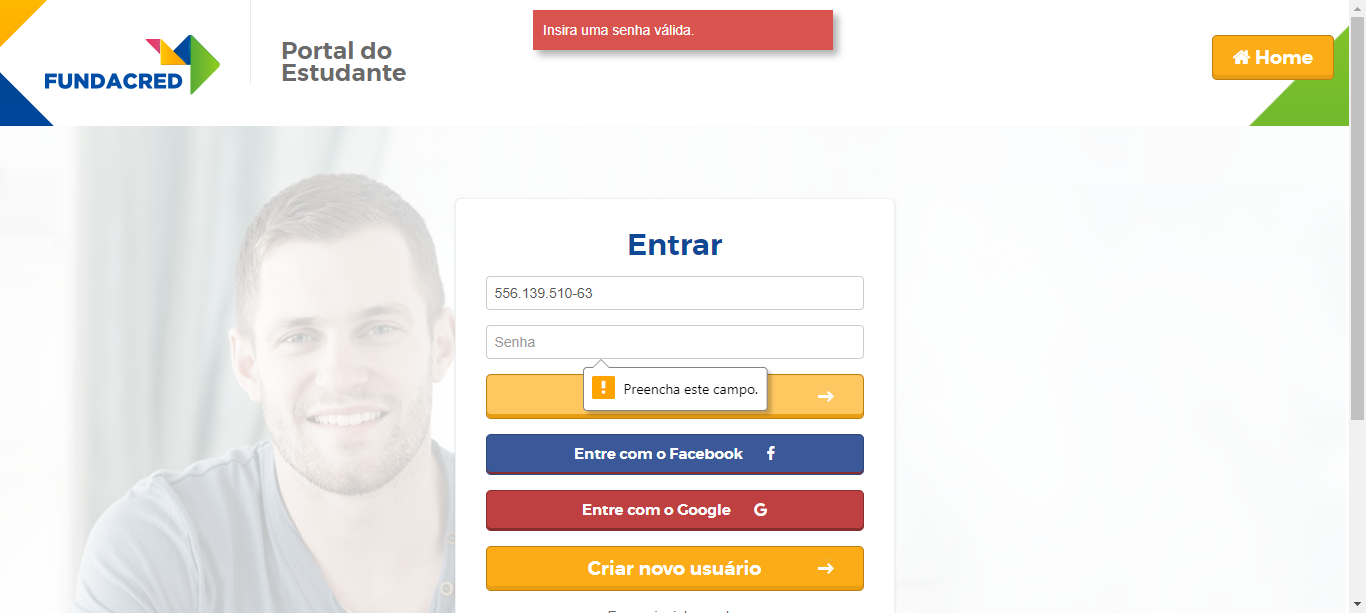 Insira uma senha válida.
FUNDACRED
Portal do
Estudante
Home
Entrar
556.139.510-63
Senha
Preencha este campo.
Entre com o Facebook
Entre com o Google
Criar novo usuário